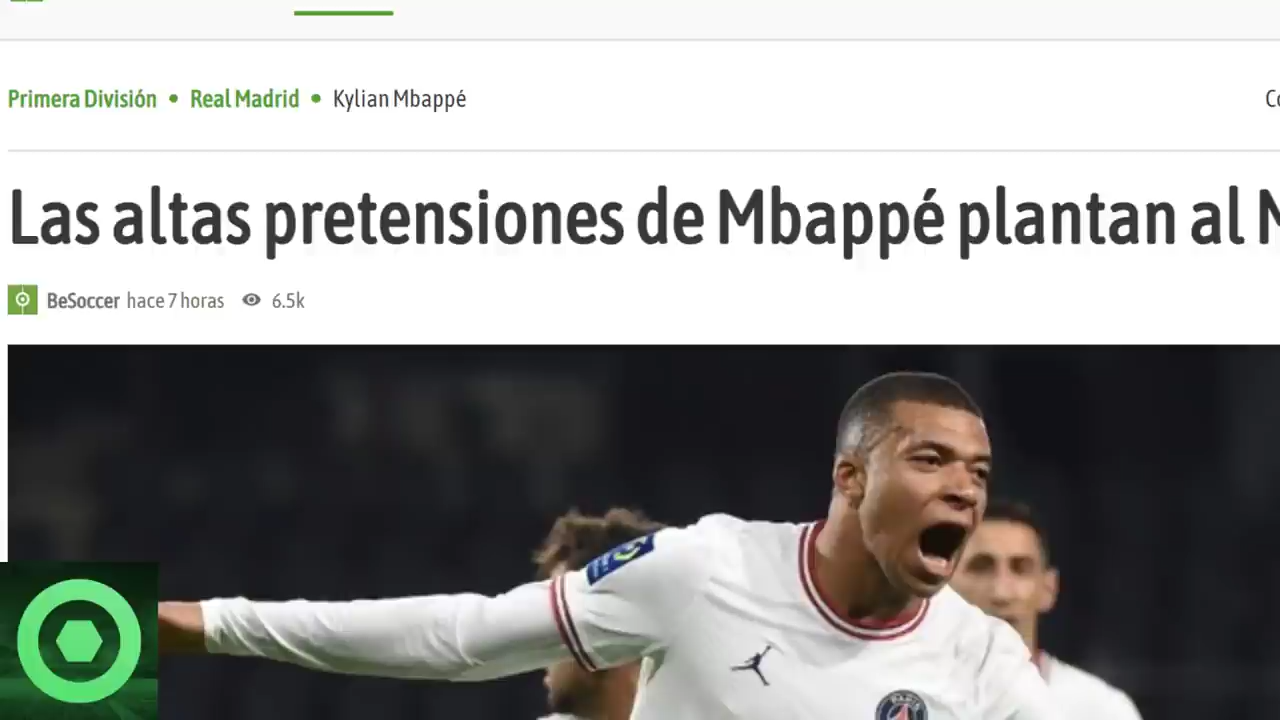 Primera División • Real Madrid • Kylian Mbappé
Las altas pretensiones de Mbappé plantan al
BeSoccer hace 7 horas 6.5k
PARIS